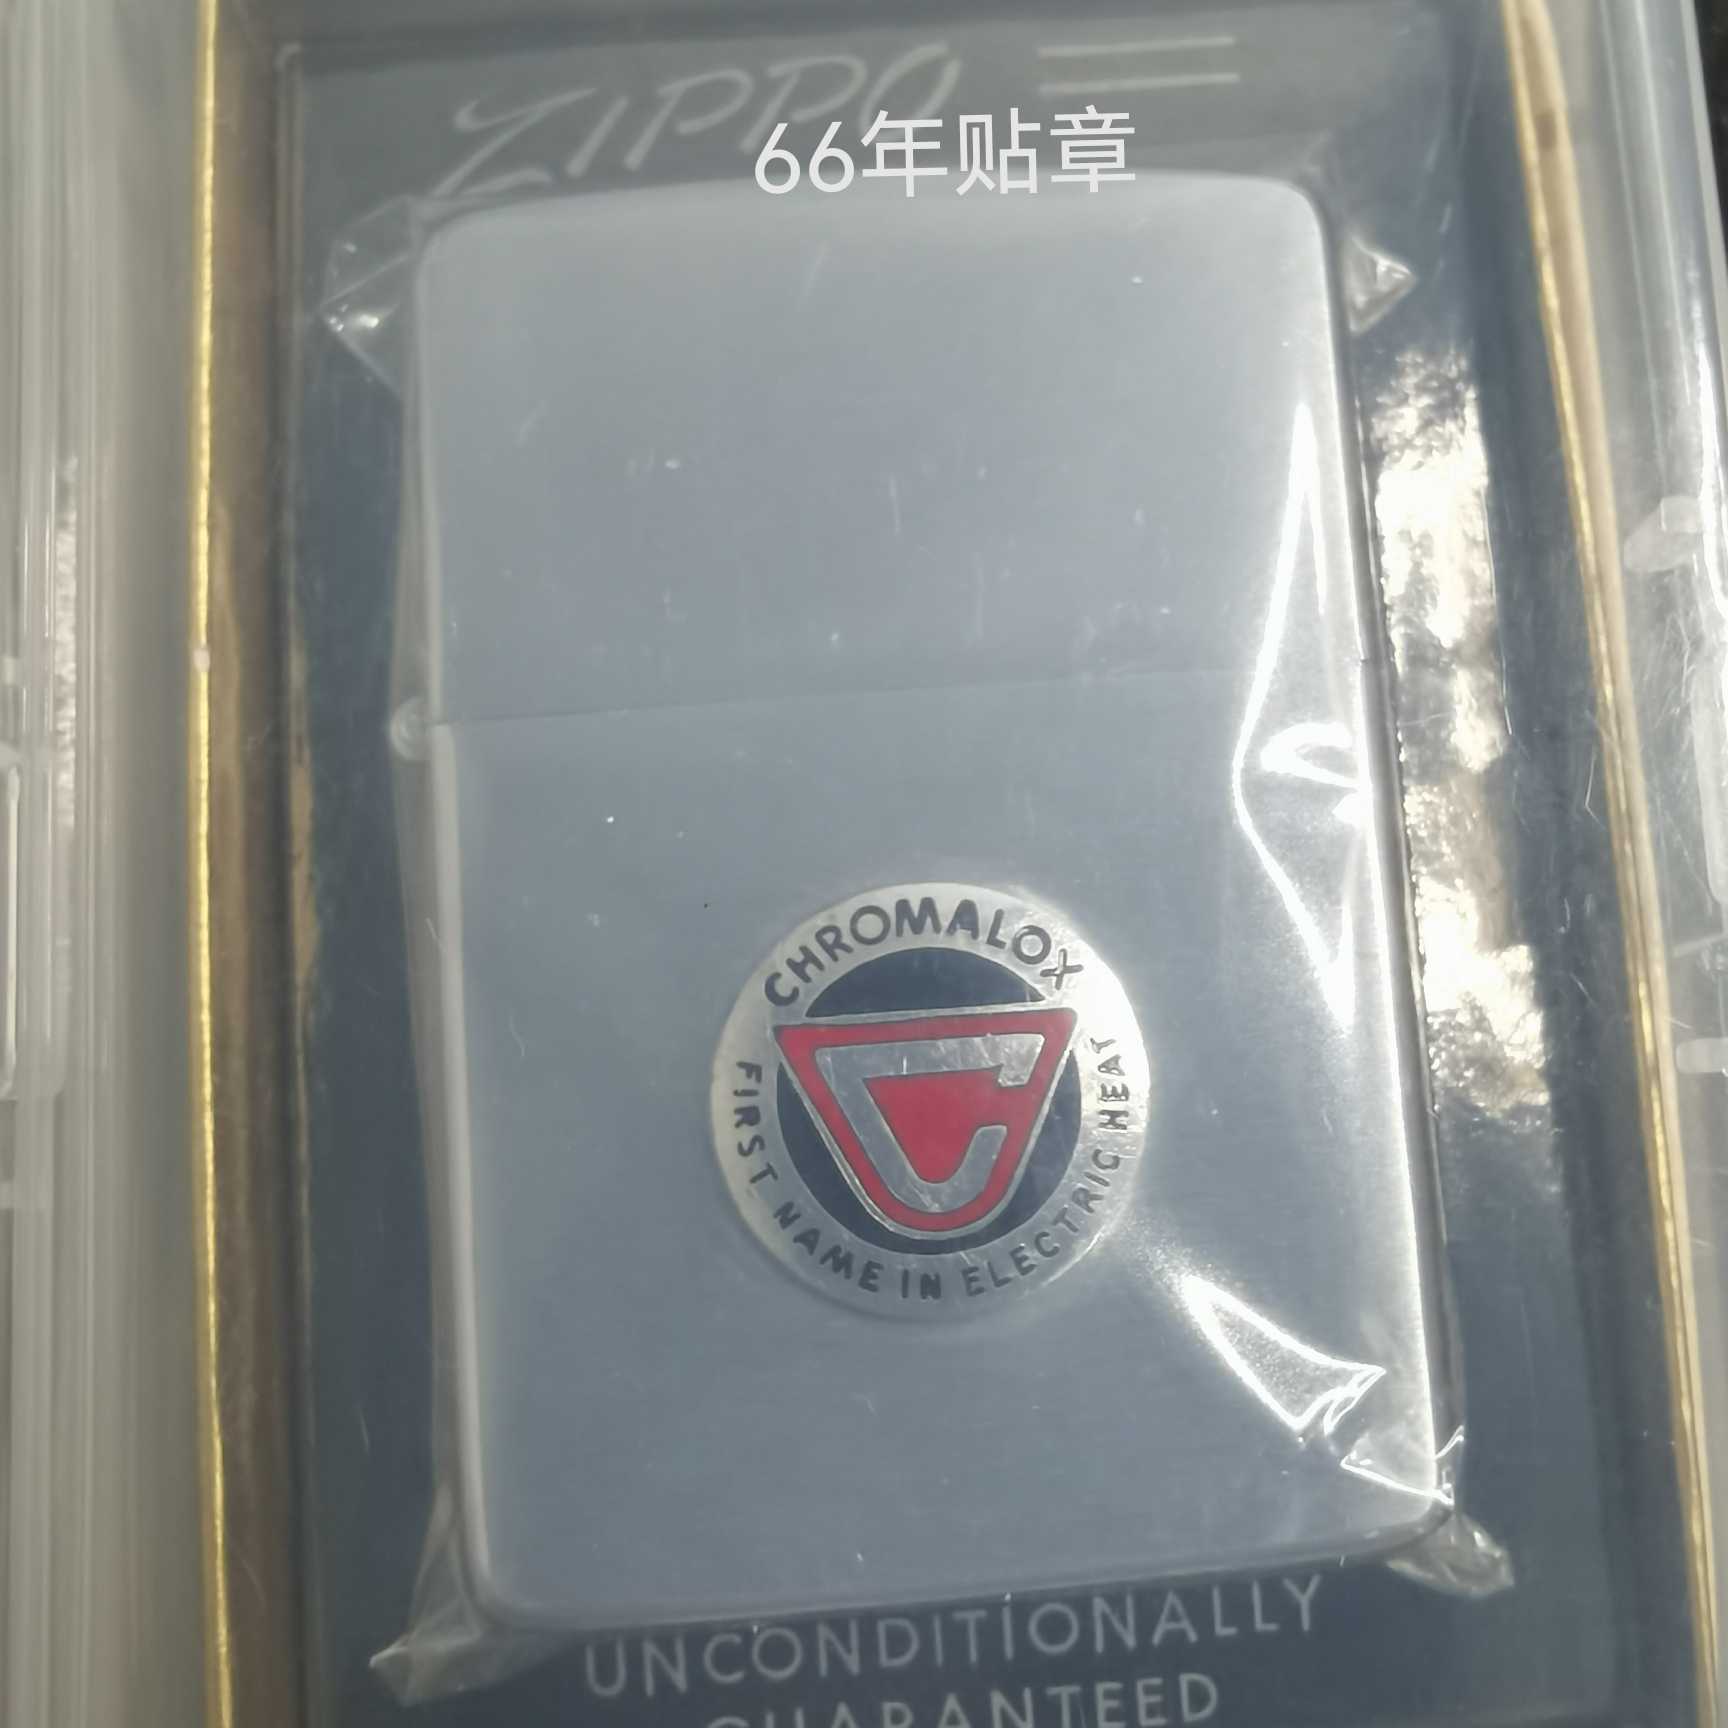 ZIPPO
66年贴章
CHROMALOX
FIRST NAME IN ELECTRIC HEAT
UNCONDITIONALLY
GUARANTEED